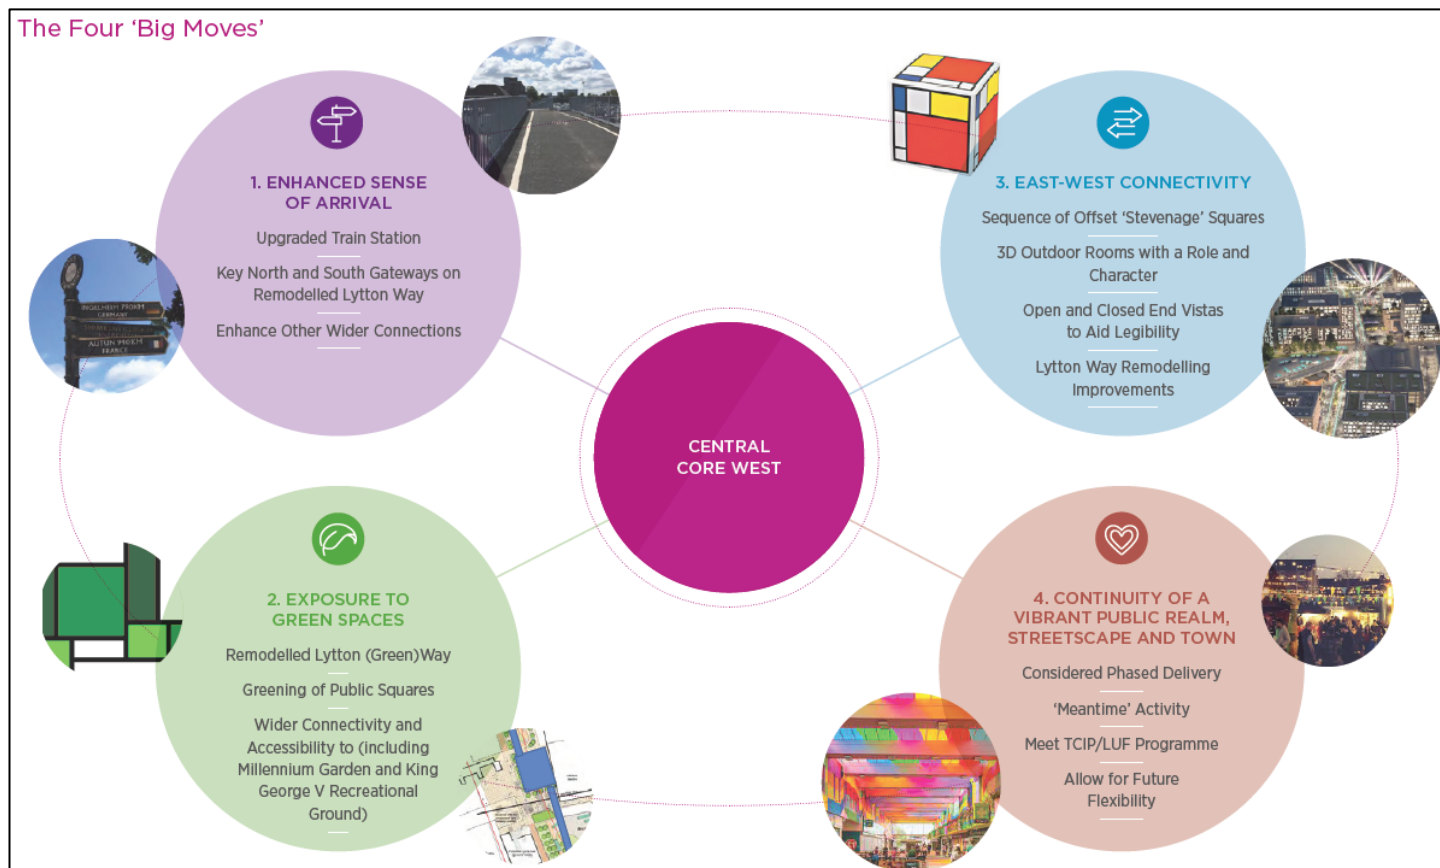 The Four ‘Big Moves’
1. ENHANCED SENSE
OF ARRIVAL
Upgraded Train Station
Key North and South Gateways on
Remodelled Lytton Way
Enhance Other Wider Connections
INGELHEIM 790KM
GERMANY
AUTUN 790KM
FRANCE
2. EXPOSURE TO
GREEN SPACES
Remodelled Lytton (Green)Way
Greening of Public Squares
Wider Connectivity and
Accessibility to (including
Millennium Garden and King
George V Recreational
Ground)
CENTRAL
CORE WEST
3. EAST-WEST CONNECTIVITY
Sequence of Offset ‘Stevenage’ Squares
3D Outdoor Rooms with a Role and
Character
Open and Closed End Vistas
to Aid Legibility
Lytton Way Remodelling
Improvements
4. CONTINUITY OF A
VIBRANT PUBLIC REALM,
STREETSCAPE AND TOWN
Considered Phased Delivery
‘Meantime’ Activity
Meet TCIP/LUF Programme
Allow for Future
Flexibility